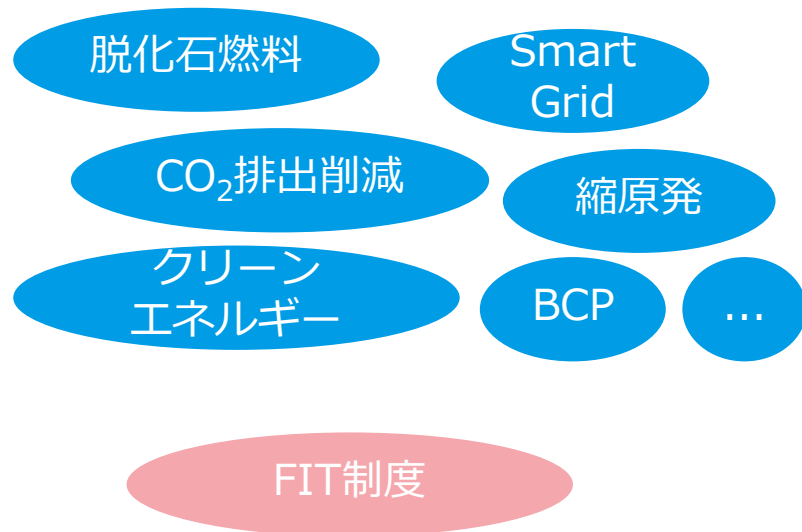 脱化石燃料
Smart
Grid
CO₂排出削減
縮原発
クリーン
エネルギー
BCP
…
FIT制度